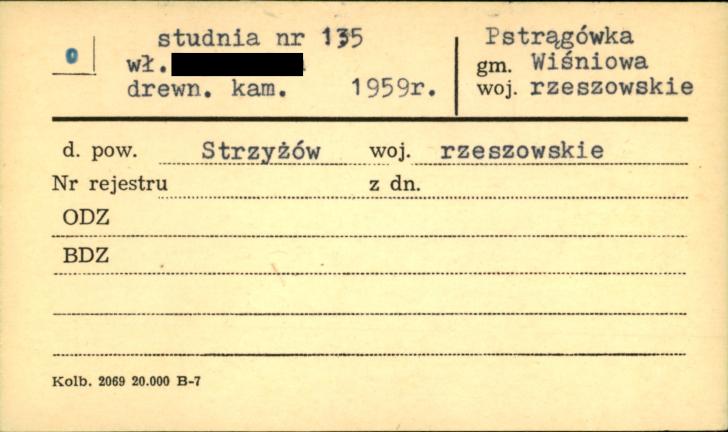 o
studnia nr 135
wł.
drewn. kam. 1959r.
Pstrągówka
gm. Wiśniowa
woj. rzeszowskie
d. pow. Strzyżów woj. rzeszowskie
Nr rejestru z dn.
ODZ
BDZ
Kolb. 2069 20.000 B-7